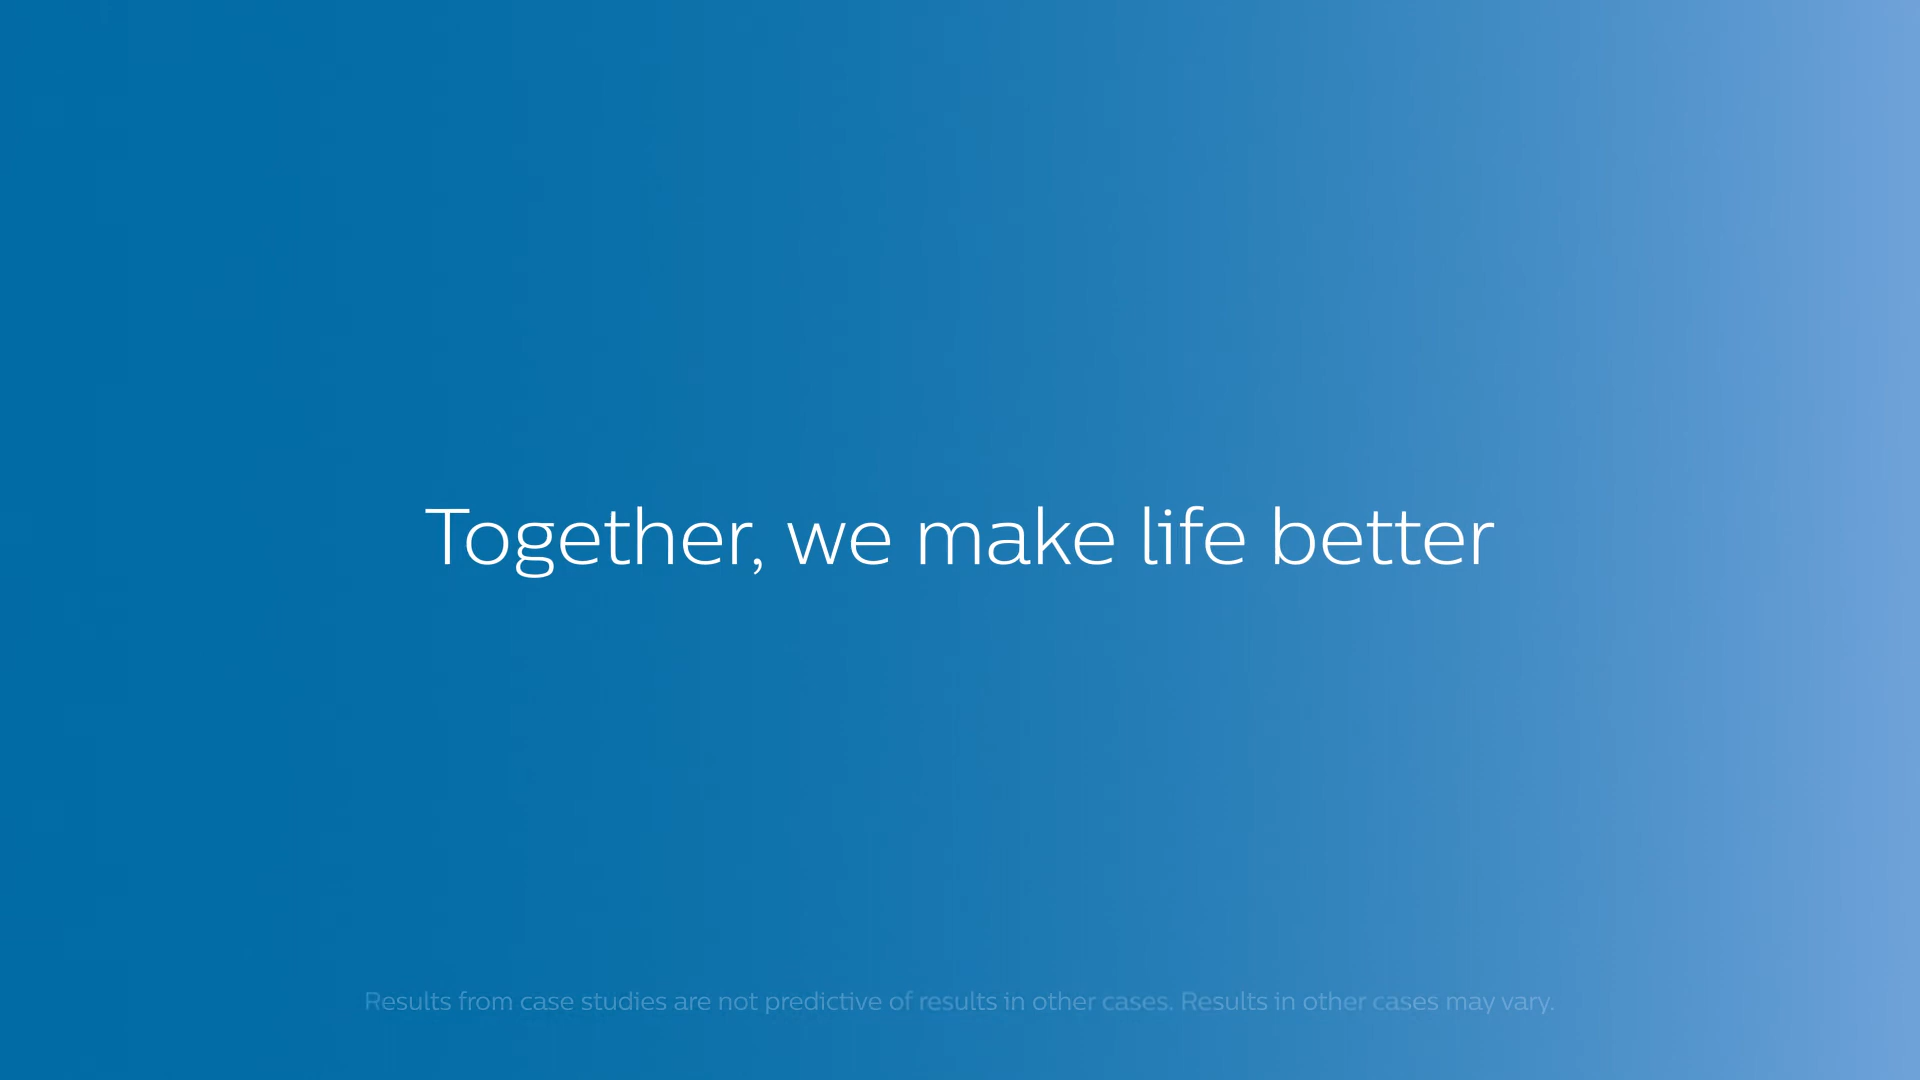 Together, we make life better
Results from case studies are not predictive of results in other cases. Results in other cases may vary.